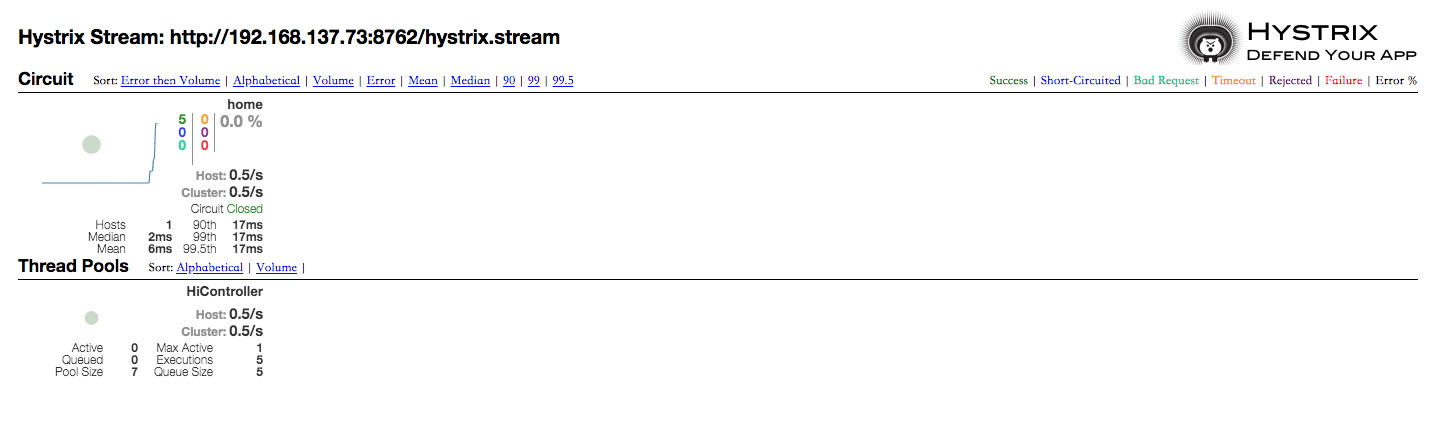 Hystrix Stream: http://192.168.137.73:8762/hystrix.stream
HYSTRIX
DEFEND YOUR APP
Circuit Sort: Error then Volume | Alphabetical | Volume | Error | Mean | Median | 90 | 99 | 99.5
Success | Short-Circuited | Bad Request | Timeout | Rejected | Failure | Error %
home
5 0 0.0 %
0 0
0 0
Host: 0.5/s
Cluster: 0.5/s
Circuit Closed
Hosts 1 90th 17ms
Median 2ms 99th 17ms
Mean 6ms 99.5th 17ms
Thread Pools Sort: Alphabetical | Volume |
HiController
Host: 0.5/s
Cluster: 0.5/s
Active 0 Max Active 1
Queued 0 Executions 5
Pool Size 7 Queue Size 5